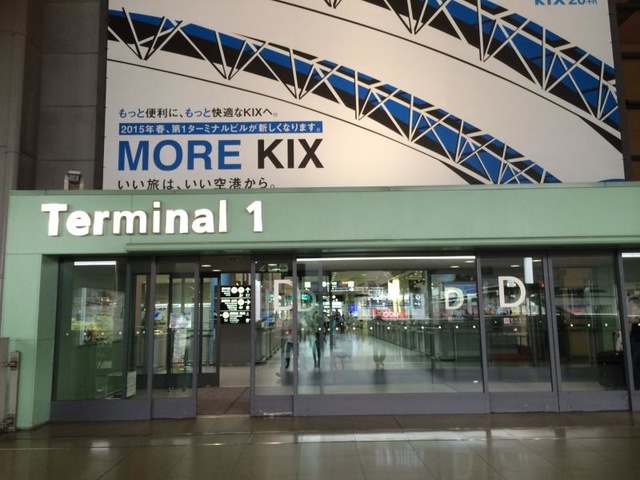 もっと便利に、もっと快適なKIXへ。
2015年春、第1ターミナルビルが新しくなります。
MORE KIX
いい旅は、いい空港から。
Terminal 1
D
D
D